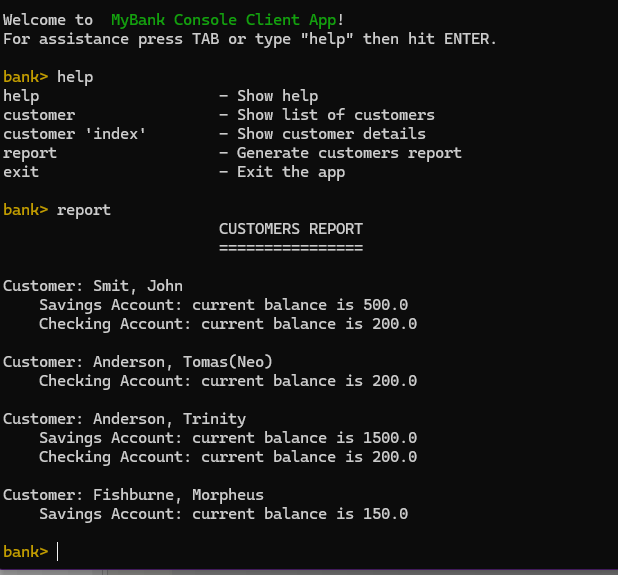 Welcome to  MyBank Console Client App!
For assistance press TAB or type "help" then hit ENTER.
bank> help
help                    - Show help
customer                - Show list of customers
customer 'index'        - Show customer details
report                  - Generate customers report
exit                    - Exit the app
bank> report
                        CUSTOMERS REPORT
                        ================
Customer: Smit, John
    Savings Account: current balance is 500.0
    Checking Account: current balance is 200.0
Customer: Anderson, Tomas(Neo)
    Checking Account: current balance is 200.0
Customer: Anderson, Trinity
    Savings Account: current balance is 1500.0
    Checking Account: current balance is 200.0
Customer: Fishburne, Morpheus
    Savings Account: current balance is 150.0
bank>